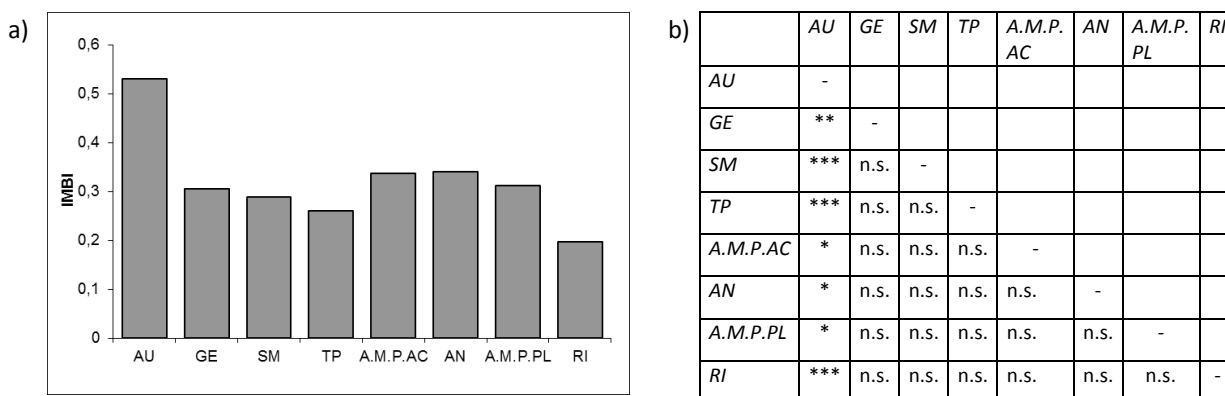 a)
0,6
0,5
0,4
0,3
0,2
0,1
0
IMBI
AU GE SM TP A.M.P.AC AN A.M.P.PL RI
b)
AU GE SM TP A.M.P. AC AN A.M.P. PL RI
AU -
GE ** -
SM *** n.s. -
TP *** n.s. n.s. -
A.M.P.AC * n.s. n.s. n.s. -
AN * n.s. n.s. n.s. n.s. -
A.M.P.PL * n.s. n.s. n.s. n.s. n.s. -
RI *** n.s. n.s. n.s. n.s. n.s. n.s. -